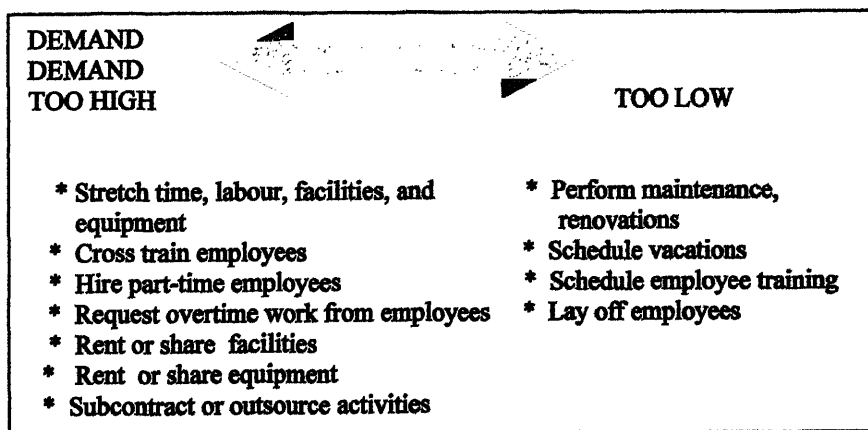 DEMAND
DEMAND
TOO HIGH
TOO LOW
* Stretch time, labour, facilities, and
equipment
* Cross train employees
* Hire part-time employees
* Request overtime work from employees
* Rent or share facilities
* Rent or share equipment
* Subcontract or outsource activities
* Perform maintenance,
renovations
* Schedule vacations
* Schedule employee training
* Lay off employees